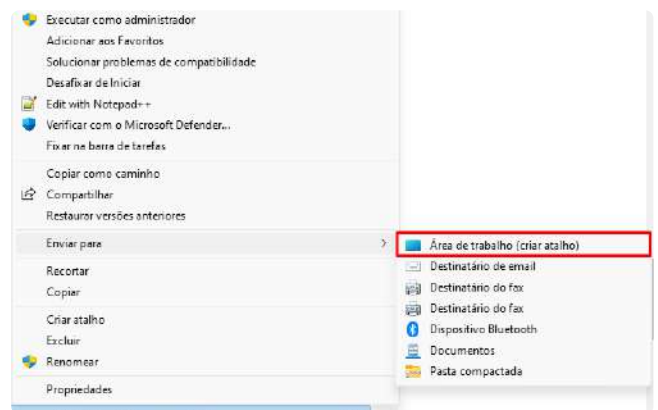 Executar como administrador
Adicionar aos Favoritos
Solucionar problemas de compatibilidade
Desafixar de Iniciar
Edit with Notepad++
Verificar com o Microsoft Defender...
Fixar na barra de tarefas
Copiar como caminho
Compartilhar
Restaurar versões anteriores
Enviar para
Recortar
Copiar
Criar atalho
Excluir
Renomear
Propriedades
Área de trabalho (criar atalho)
Destinatário de email
Destinatário do fax
Destinatário do fax
Dispositivo Bluetooth
Documentos
Pasta compactada